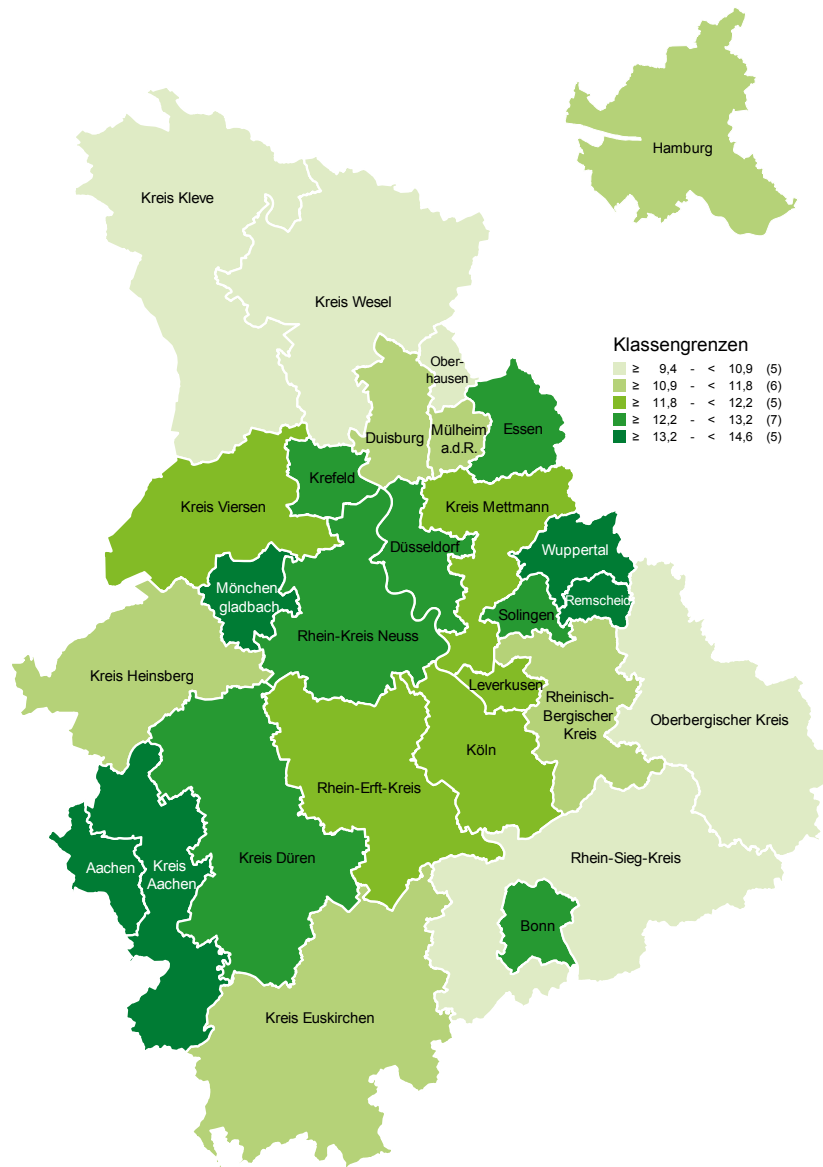 Hamburg
Kreis Kleve
Kreis Wesel
Klassengrenzen
≥ 9,4 - < 10,9 (5)
≥ 10,9 - < 11,8 (6)
≥ 11,8 - < 12,2 (5)
≥ 12,2 - < 13,2 (7)
≥ 13,2 - < 14,6 (5)
Ober-
hausen
Duisburg
Mülheim
a.d.R.
Essen
Krefeld
Kreis Viersen
Kreis Mettmann
Düsseldorf
Wuppertal
Mönchen
gladbach
Remscheid
Solingen
Rhein-Kreis Neuss
Kreis Heinsberg
Leverkusen
Rheinisch-
Bergischer
Kreis
Oberbergischer Kreis
Köln
Rhein-Erft-Kreis
Kreis Düren
Rhein-Sieg-Kreis
Aachen
Kreis
Aachen
Bonn
Kreis Euskirchen